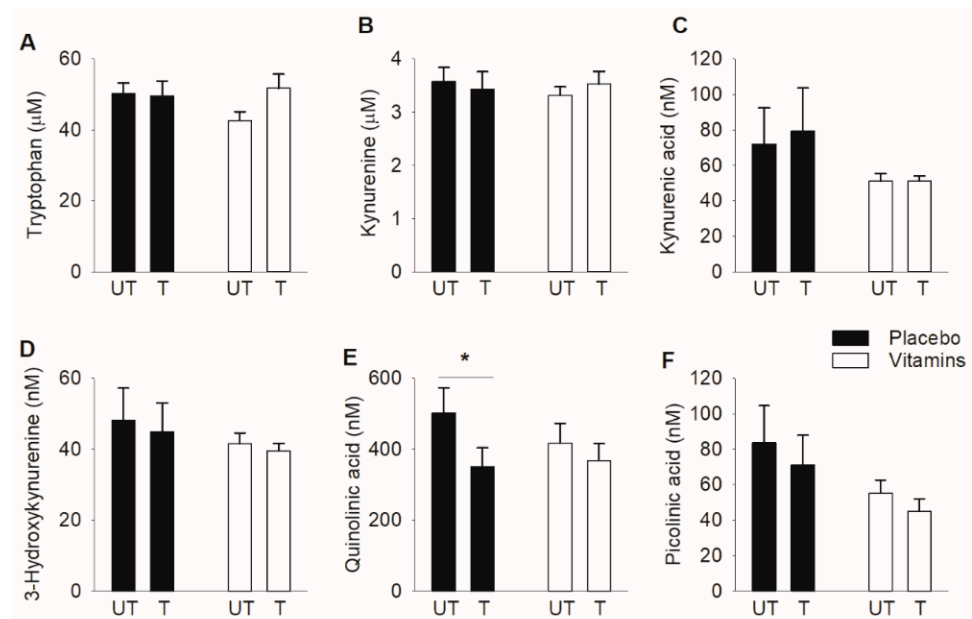 A
Tryptophan (μM)
60
40
20
0
UT T UT T
B
Kynurenine (μM)
4
3
2
1
0
UT T UT T
C
Kynurenic acid (nM)
120
100
80
60
40
20
0
UT T UT T
Placebo
Vitamins
D
3-Hydroxykynurenine (nM)
60
40
20
0
UT T UT T
E
Quinolinic acid (nM)
600
400
200
0
*
UT T UT T
F
Picolinic acid (nM)
120
100
80
60
40
20
0
UT T UT T